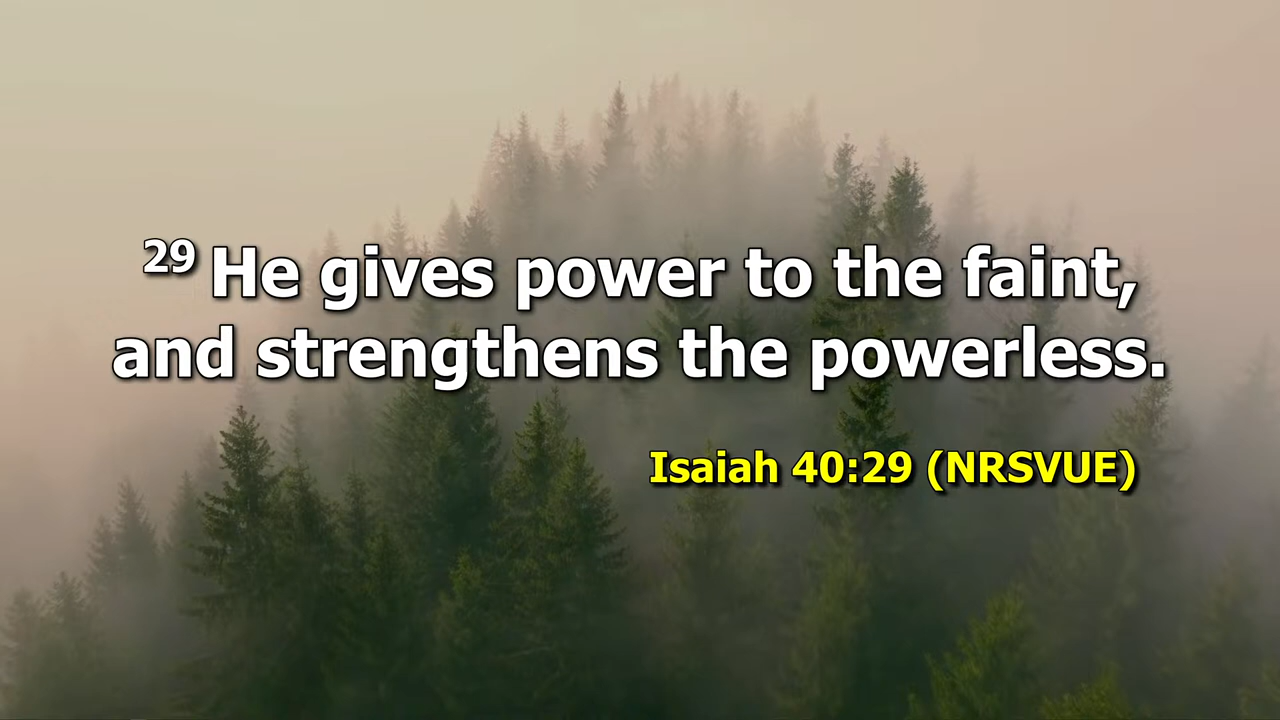 29 He gives power to the faint,
and strengthens the powerless.
Isaiah 40:29 (NRSVUE)